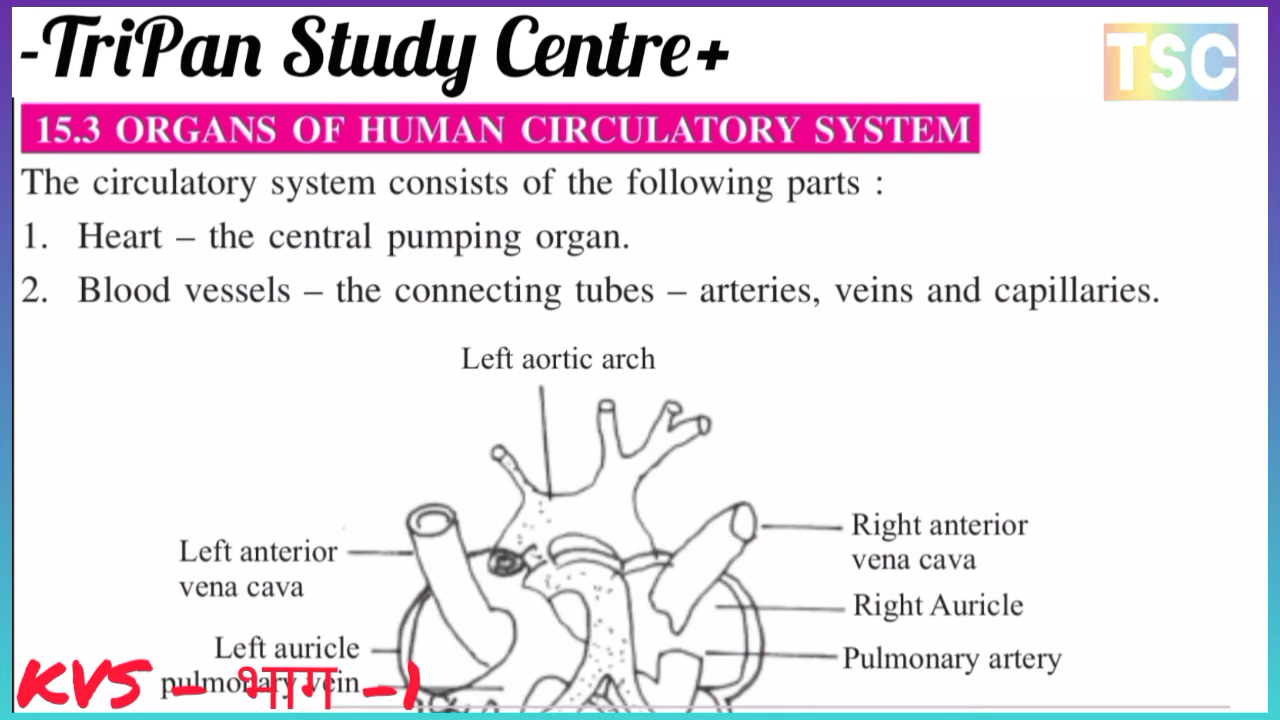 -TriPan Study Centre+
TSC
15.3 ORGANS OF HUMAN CIRCULATORY SYSTEM
The circulatory system consists of the following parts :
1. Heart – the central pumping organ.
2. Blood vessels – the connecting tubes – arteries, veins and capillaries.
Left aortic arch
Left anterior
vena cava
Right anterior
vena cava
Right Auricle
Left auricle
Pulmonary artery
pulmonary vein
KVS - भाग -1